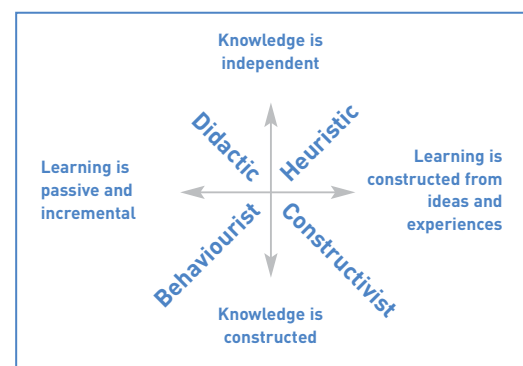 Knowledge is
independent
Didactic
Heuristic
Learning is
passive and
incremental
Learning is
constructed from
ideas and
experiences
Behaviourist
Constructivist
Knowledge is
constructed